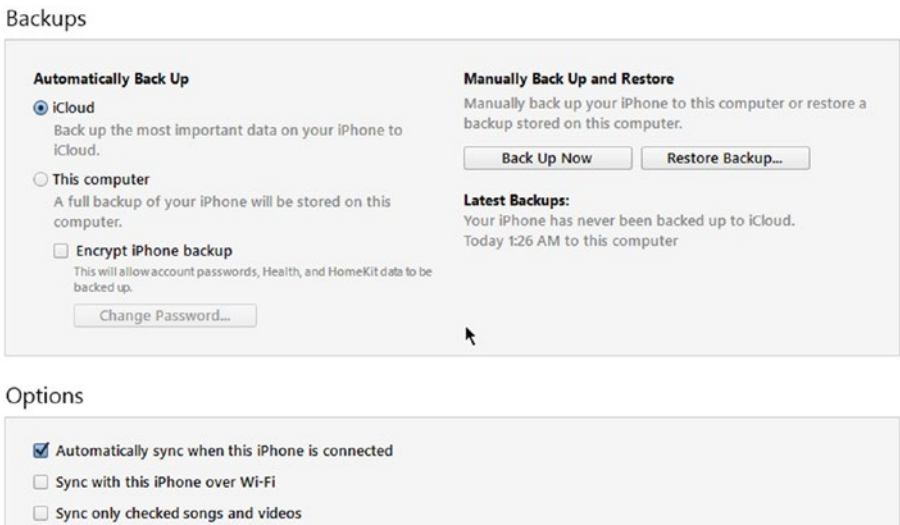 Backups
Automatically Back Up
iCloud
Back up the most important data on your iPhone to
iCloud.
This computer
A full backup of your iPhone will be stored on this
computer.
Encrypt iPhone backup
This will allow account passwords, Health, and HomeKit data to be
backed up.
Change Password...
Manually Back Up and Restore
Manually back up your iPhone to this computer or restore a
backup stored on this computer.
Back Up Now
Restore Backup...
Latest Backups:
Your iPhone has never been backed up to iCloud.
Today 1:26 AM to this computer
Options
Automatically sync when this iPhone is connected
Sync with this iPhone over Wi-Fi
Sync only checked songs and videos